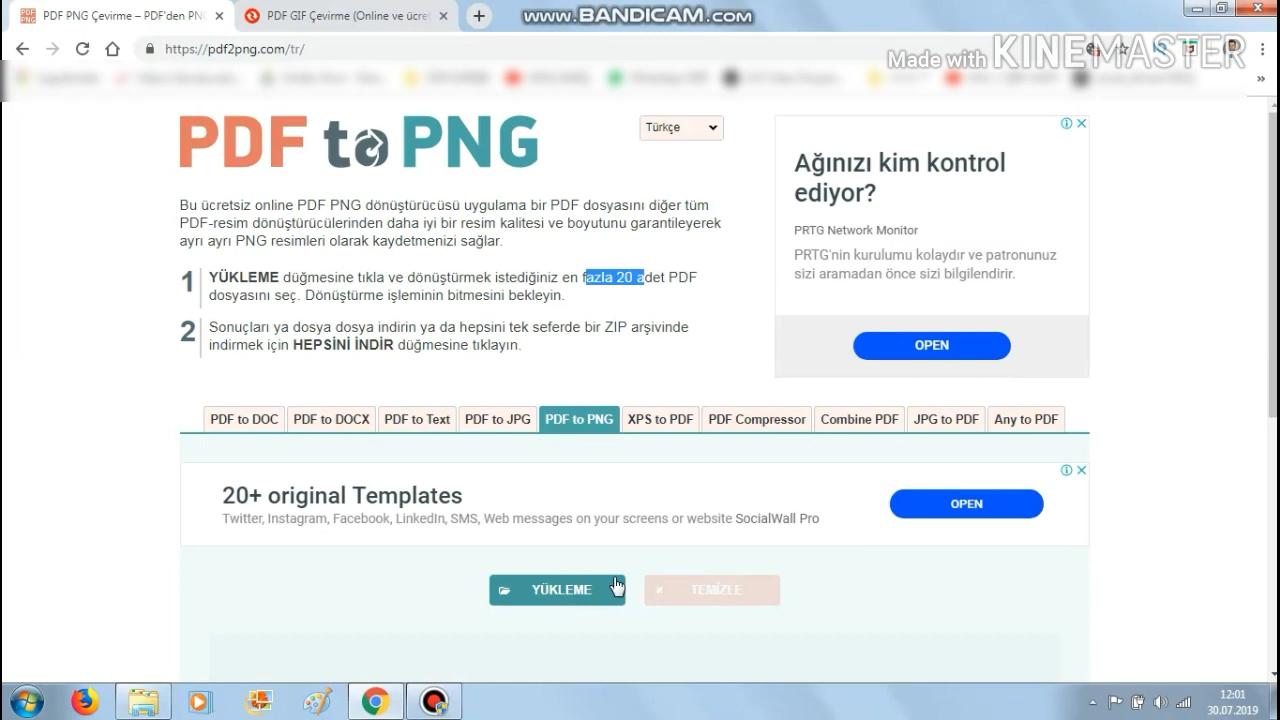 PDF PNG Çevirme – PDF'den PNG
PDF GIF Çevirme (Online ve ücret
www.BANDICAM.com
https://pdf2png.com/tr/
Made with KINEMASTER
PDF to PNG
Türkçe
Bu ücretsiz online PDF PNG dönüştürücüsü uygulama bir PDF dosyasını diğer tüm
PDF-resim dönüştürücülerinden daha iyi bir resim kalitesi ve boyutunu garantileyerek
ayrı ayrı PNG resimleri olarak kaydetmenizi sağlar.
1 YÜKLEME düğmesine tıkla ve dönüştürmek istediğiniz en fazla 20 adet PDF
dosyasını seç. Dönüştürme işleminin bitmesini bekleyin.
2 Sonuçları ya dosya dosya indirin ya da hepsini tek seferde bir ZIP arşivinde
indirmek için HEPSİNİ İNDİR düğmesine tıklayın.
Ağınızı kim kontrol
ediyor?
PRTG Network Monitor
PRTG'nin kurulumu kolaydır ve patronunuz
sizi aramadan önce sizi bilgilendirir.
OPEN
PDF to DOC PDF to DOCX PDF to Text PDF to JPG PDF to PNG XPS to PDF PDF Compressor Combine PDF JPG to PDF Any to PDF
20+ original Templates
Twitter, Instagram, Facebook, LinkedIn, SMS, Web messages on your screens or website SocialWall Pro
OPEN
YÜKLEME
TEMİZLE
12:01
30.07.2019